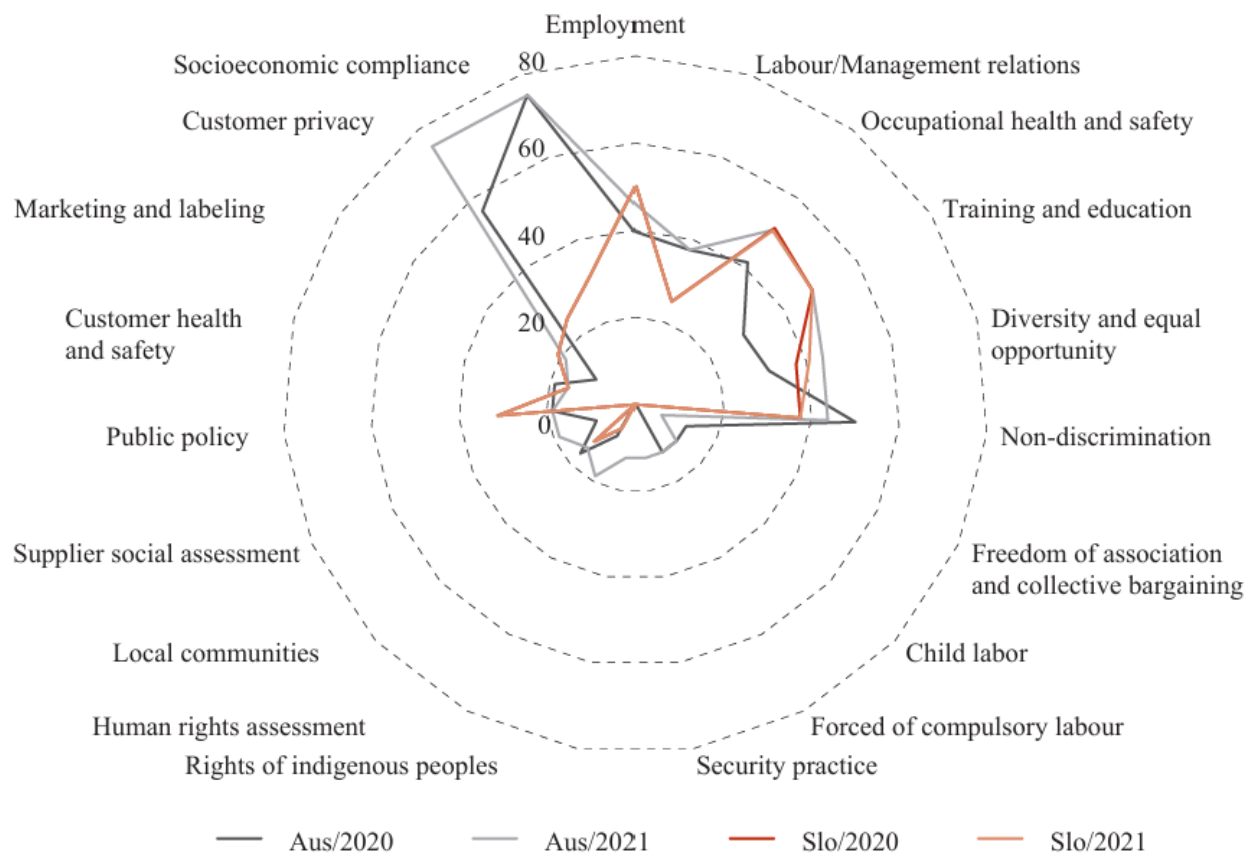 Employment
Socioeconomic compliance
80
Labour/Management relations
Customer privacy
Occupational health and safety
60
Marketing and labeling
Training and education
40
Customer health
and safety
20
Diversity and equal
opportunity
Public policy
0
Non-discrimination
Supplier social assessment
Freedom of association
and collective bargaining
Local communities
Child labor
Human rights assessment
Forced of compulsory labour
Rights of indigenous peoples
Security practice
Aus/2020
Aus/2021
Slo/2020
Slo/2021